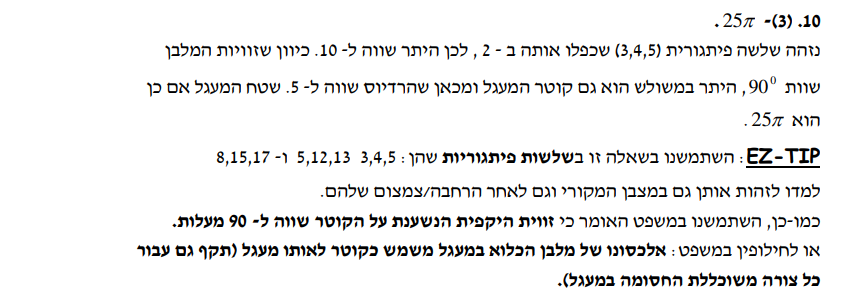 10. (3)- 25π .
נזהה שלשה פיתגורית (3,4,5) שכפלו אותה ב - 2 , לכן היתר שווה ל- 10. כיוון שזוויות המלבן
שוות 90⁰, היתר במשולש הוא גם קוטר המעגל ומכאן שהרדיוס שווה ל- 5. שטח המעגל אם כן
הוא 25π .
EZ-TIP : השתמשנו בשאלה זו בשלשות פיתגוריות שהן : 3,4,5 5,12,13 ו- 8,15,17
למדו לזהות אותן גם במצבן המקורי וגם לאחר הרחבה/צמצום שלהם.
כמו-כן, השתמשנו במשפט האומר כי זווית היקפית הנשענת על הקוטר שווה ל- 90 מעלות.
או לחילופין במשפט : אלכסונו של מלבן הכלוא במעגל משמש כקוטר לאותו מעגל (תקף גם עבור
כל צורה משוכללת החסומה במעגל).